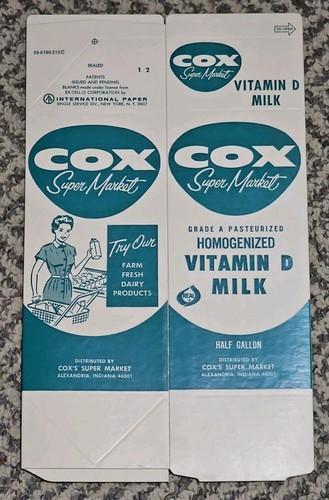 59-6180-313C
SEALED
1 2
PATENTS
ISSUED AND PENDING
BLANKS made under license from
EX-CELL-O CORPORATION by
INTERNATIONAL PAPER
SINGLE SERVICE DIV., NEW YORK, N.Y. 10017
COX
Super Market
Try Our
FARM
FRESH
DAIRY
PRODUCTS
DISTRIBUTED BY
COX'S SUPER MARKET
ALEXANDRIA, INDIANA 46001
TO OPEN
COX
Super Market
VITAMIN D
MILK
COX
Super Market
GRADE A PASTEURIZED
HOMOGENIZED
VITAMIN D
MILK
REAL
HALF GALLON
DISTRIBUTED BY
COX'S SUPER MARKET
ALEXANDRIA, INDIANA 46001